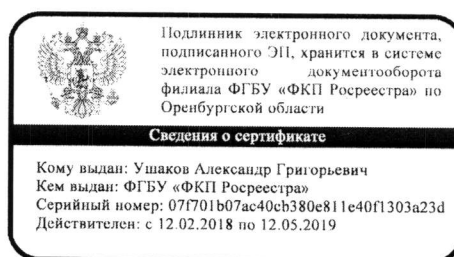 Подлинник электронного документа,
подписанного ЭП, хранится в системе
электронного документооборота
филиала ФГБУ «ФКП Росреестра» по
Оренбургской области
Сведения о сертификате
Кому выдан: Ушаков Александр Григорьевич
Кем выдан: ФГБУ «ФКП Росреестра»
Серийный номер: 07f701b07ac40cb380e811e40f1303a23d
Действителен: с 12.02.2018 по 12.05.2019